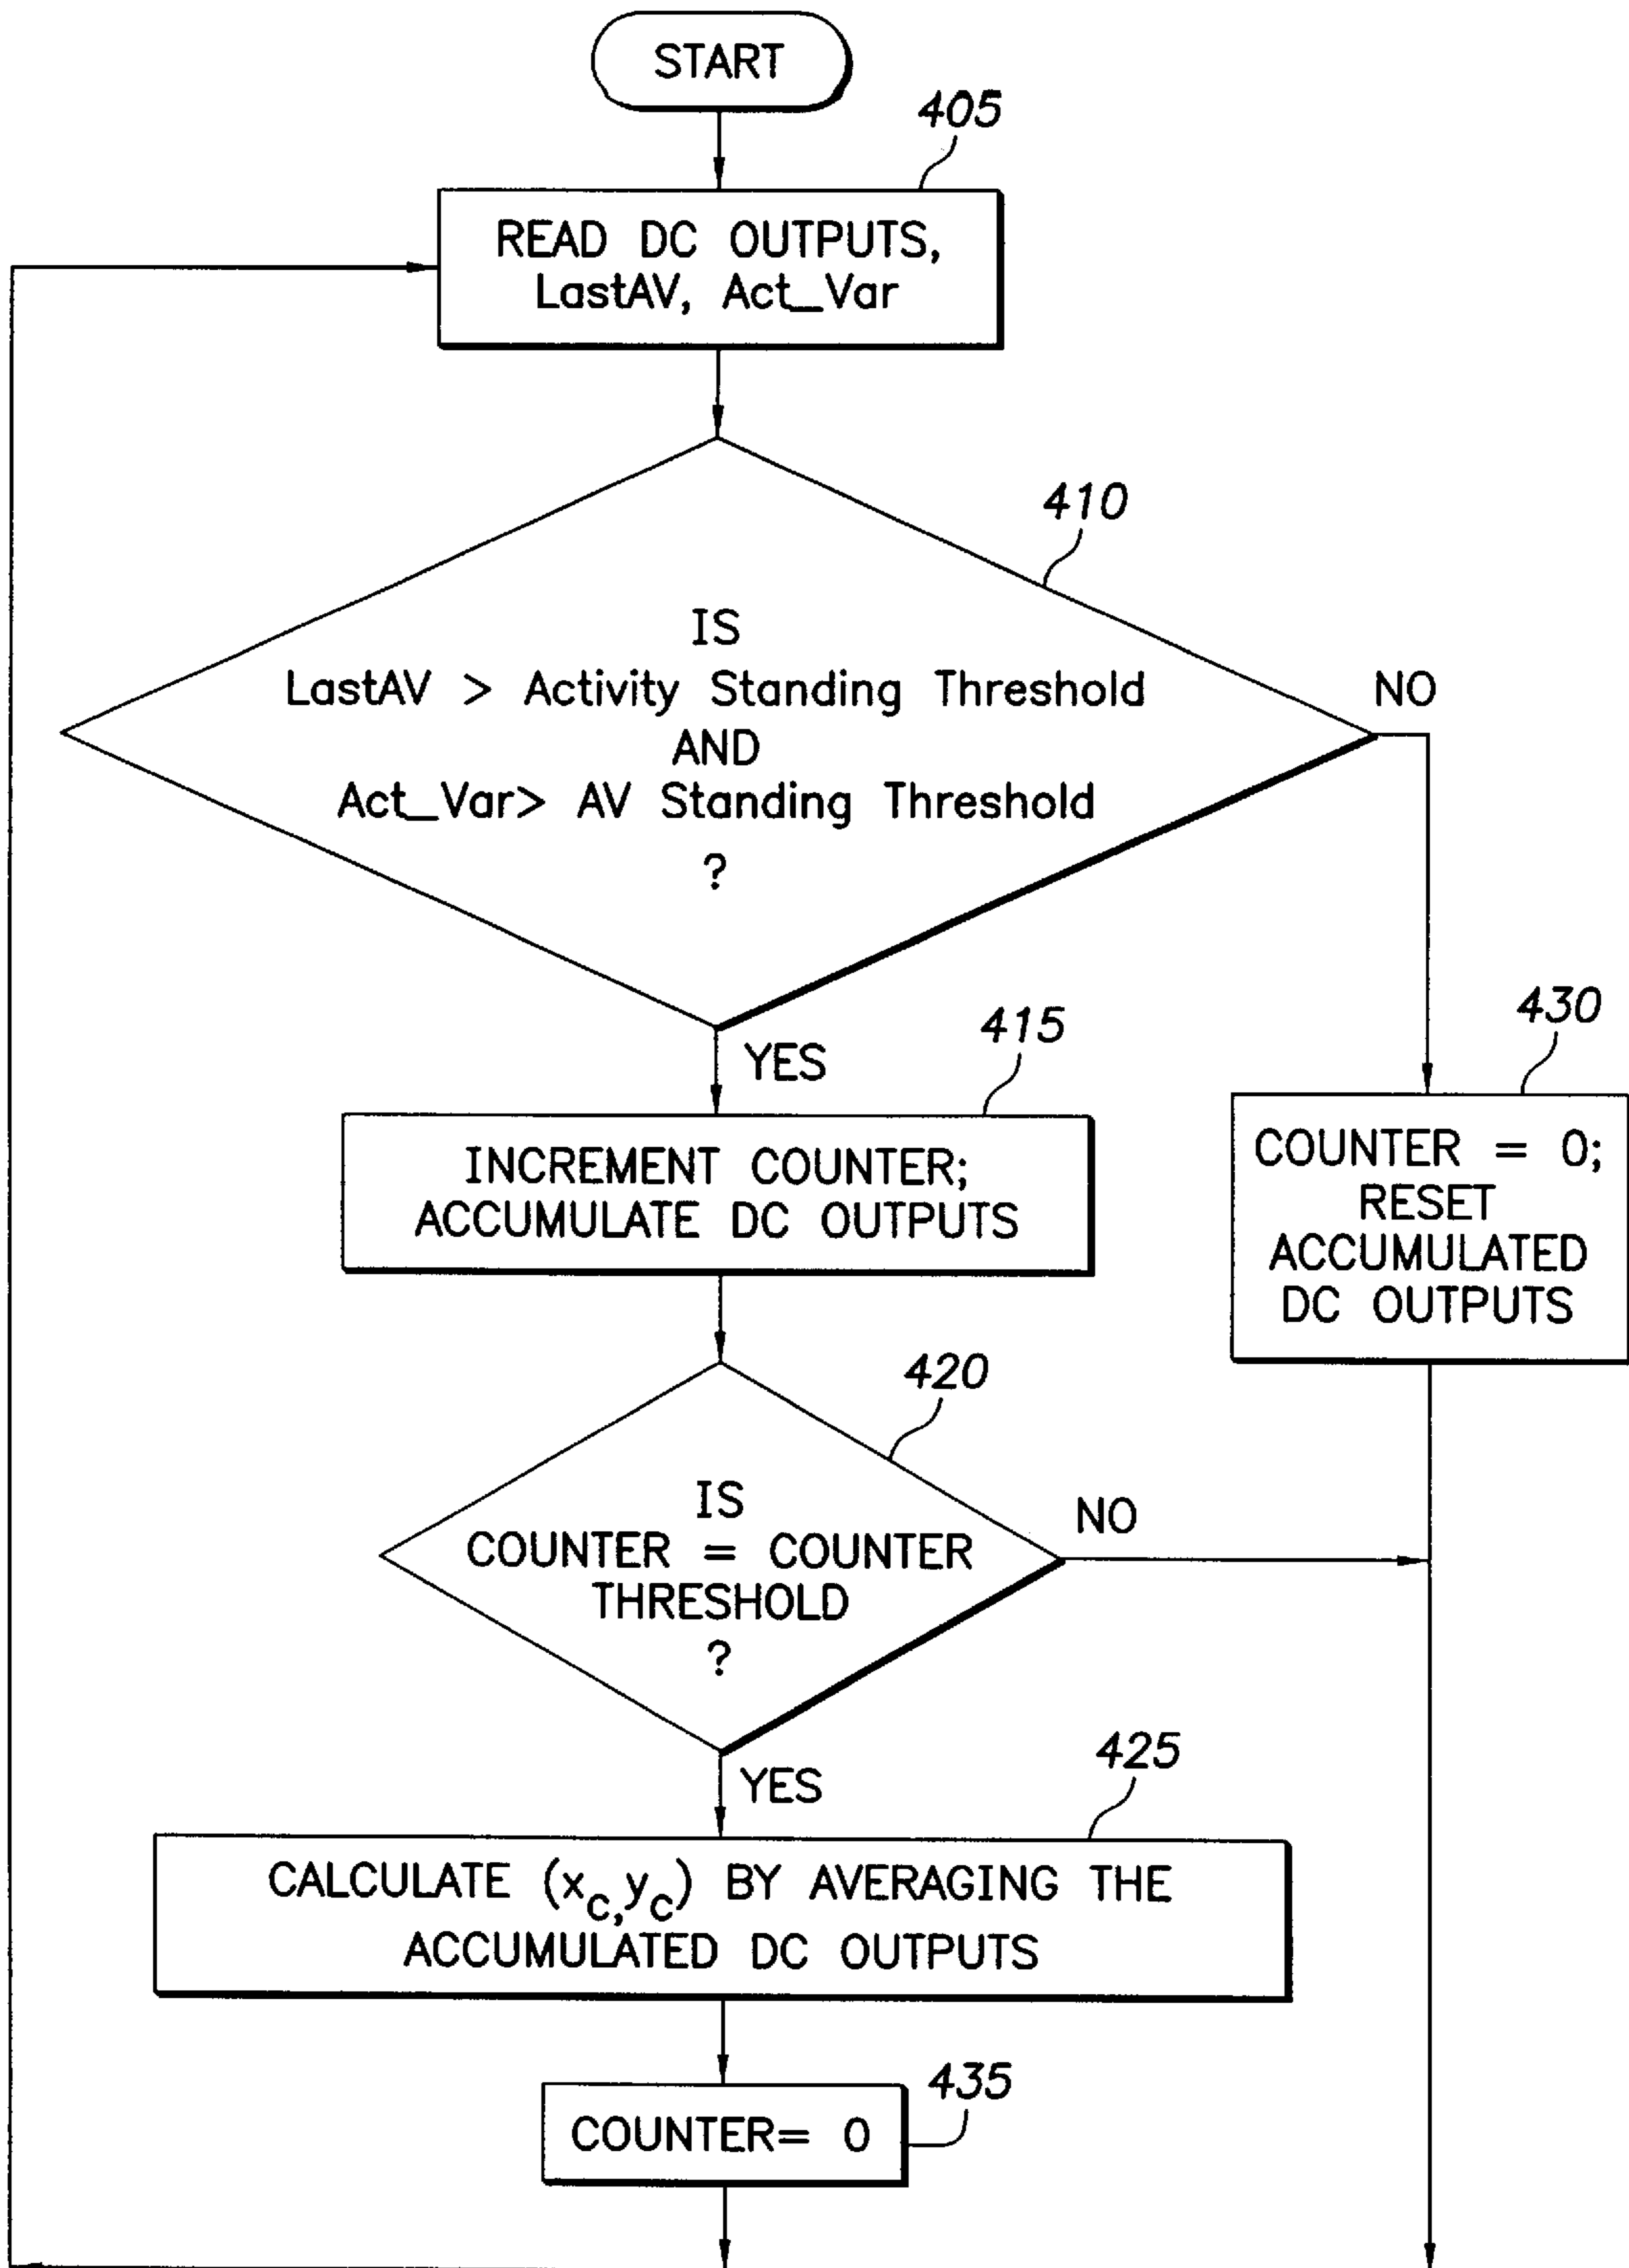 START
405
READ DC OUTPUTS,
LastAV, Act_Var
410
IS
LastAV > Activity Standing Threshold
AND
Act_Var> AV Standing Threshold
?
NO
YES
415
INCREMENT COUNTER;
ACCUMULATE DC OUTPUTS
430
COUNTER = 0;
RESET
ACCUMULATED
DC OUTPUTS
420
IS
COUNTER = COUNTER
THRESHOLD
?
NO
YES
425
CALCULATE (xc,yc) BY AVERAGING THE
ACCUMULATED DC OUTPUTS
435
COUNTER= 0